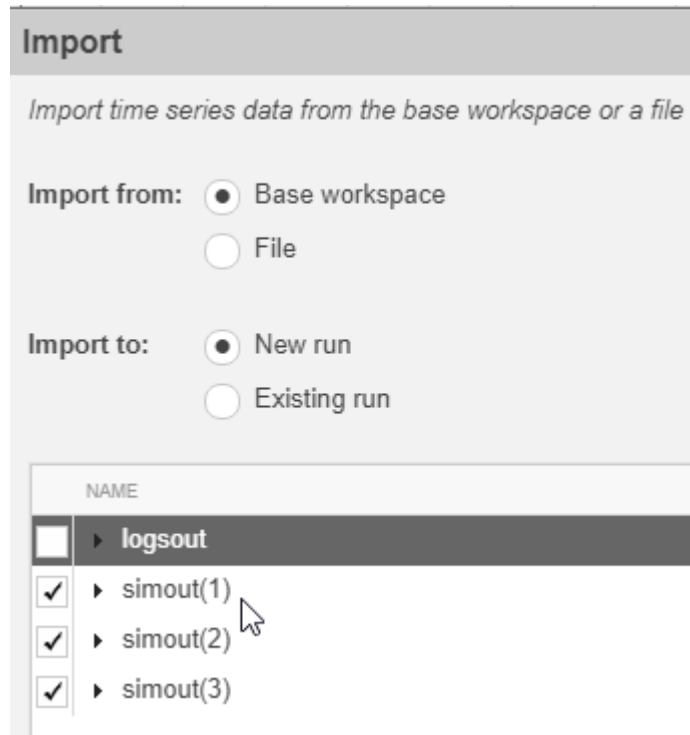 Import
Import time series data from the base workspace or a file
Import from: Base workspace
File
Import to: New run
Existing run
NAME
logsout
simout(1)
simout(2)
simout(3)